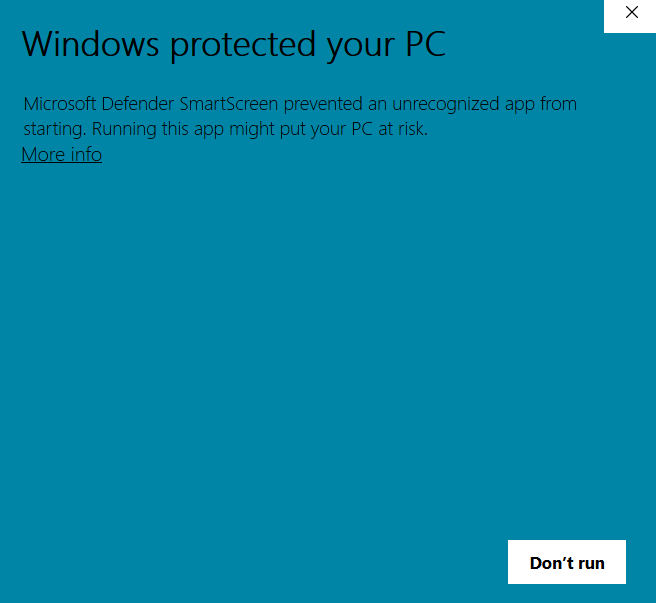 Windows protected your PC
Microsoft Defender SmartScreen prevented an unrecognized app from
starting. Running this app might put your PC at risk.
More info
Don’t run